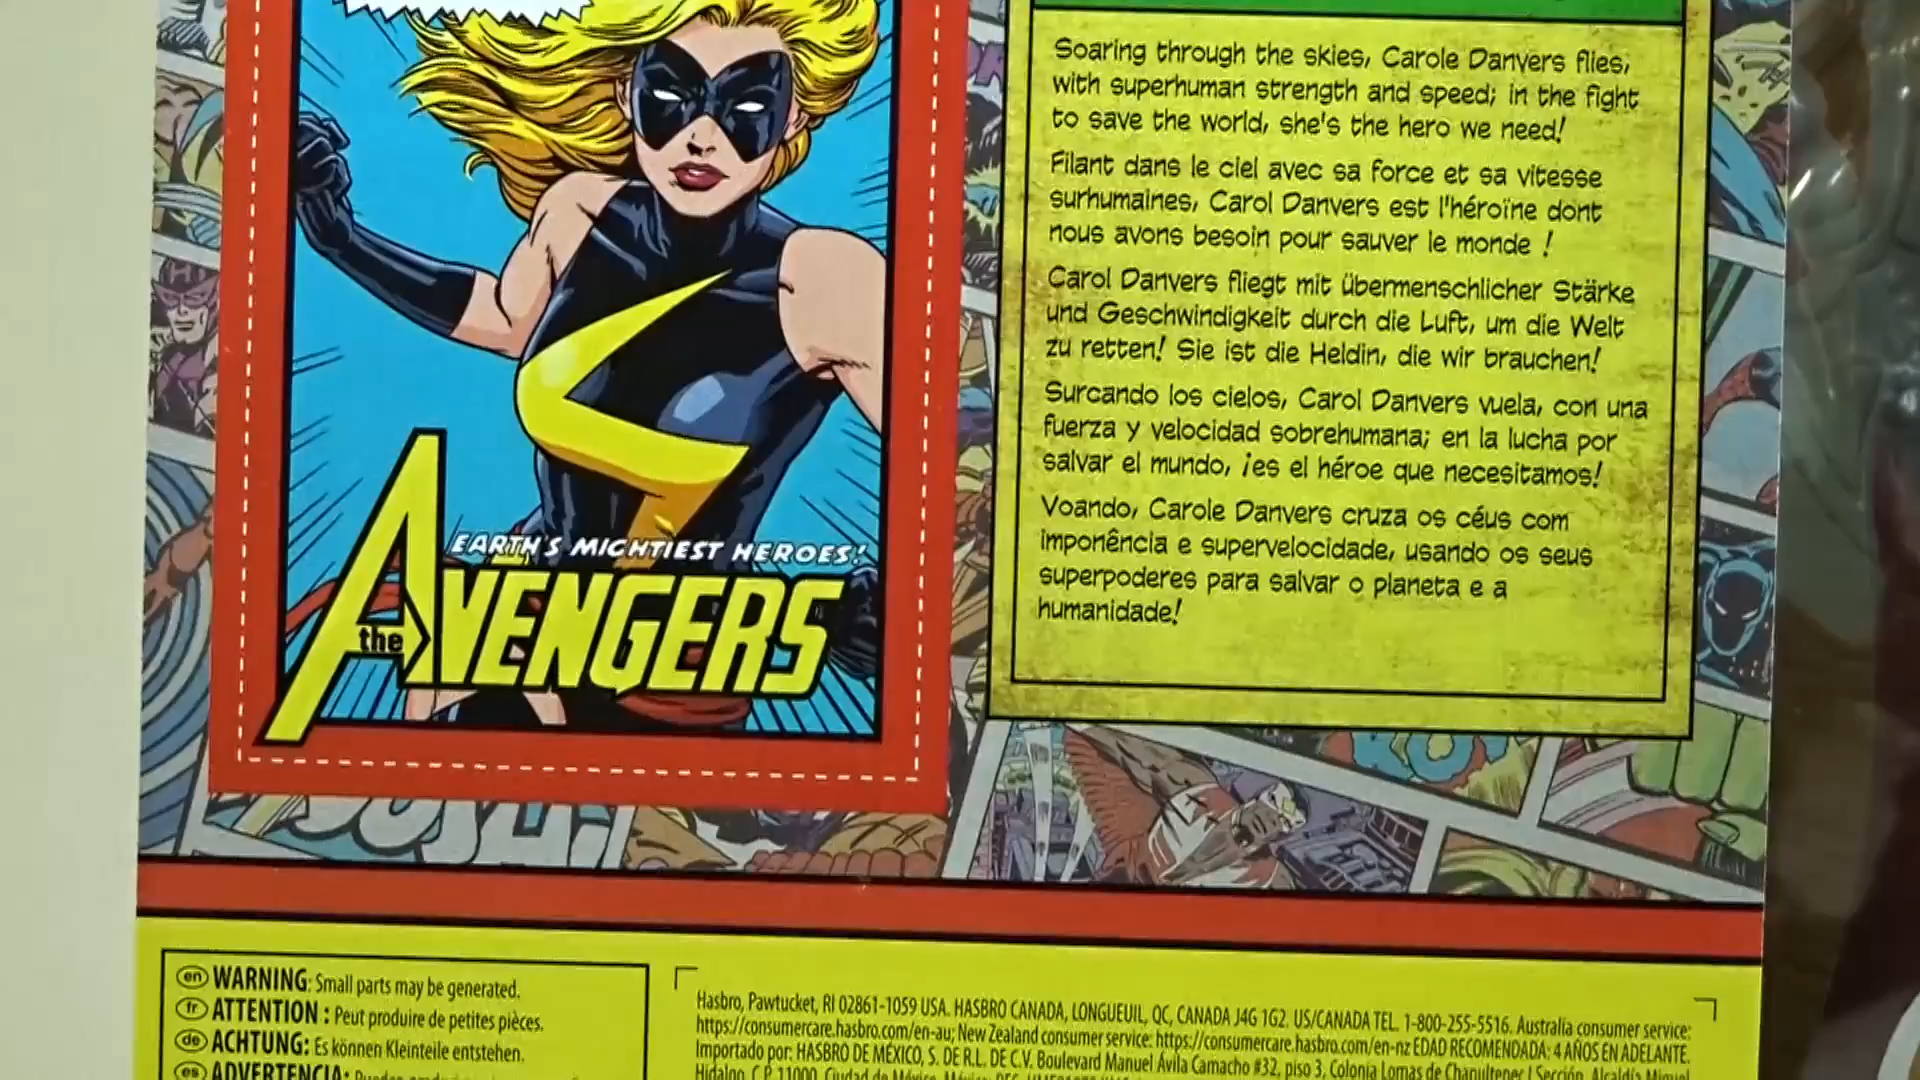 EARTH'S MIGHTIEST HEROES!
the AVENGERS
Soaring through the skies, Carole Danvers flies,
with superhuman strength and speed; in the fight
to save the world, she's the hero we need!
Filant dans le ciel avec sa force et sa vitesse
surhumaines, Carol Danvers est l'héroïne dont
nous avons besoin pour sauver le monde !
Carol Danvers fliegt mit übermenschlicher Stärke
und Geschwindigkeit durch die Luft, um die Welt
zu retten! Sie ist die Heldin, die wir brauchen!
Surcando los cielos, Carol Danvers vuela, con una
fuerza y velocidad sobrehumana; en la lucha por
salvar el mundo, ¡es el héroe que necesitamos!
Voando, Carole Danvers cruza os céus com
imponência e supervelocidade, usando os seus
superpoderes para salvar o planeta e a
humanidade!
en WARNING: Small parts may be generated.
fr ATTENTION : Peut produire de petites pièces.
de ACHTUNG: Es können Kleinteile entstehen.
es ADVERTENCIA:
Hasbro, Pawtucket, RI 02861-1059 USA. HASBRO CANADA, LONGUEUIL, QC, CANADA J4G 1G2. US/CANADA TEL. 1-800-255-5516. Australia consumer service:
https://consumercare.hasbro.com/en-au; New Zealand consumer service: https://consumercare.hasbro.com/en-nz EDAD RECOMENDADA: 4 AÑOS EN ADELANTE.
Importado por: HASBRO DE MÉXICO, S. DE R.L. DE C.V. Boulevard Manuel Ávila Camacho #32, piso 3, Colonia Lomas de Chapultepec I Sección, Alcaldía Miguel
Hidalgo, C.P. 11000, Ciudad de México, México.